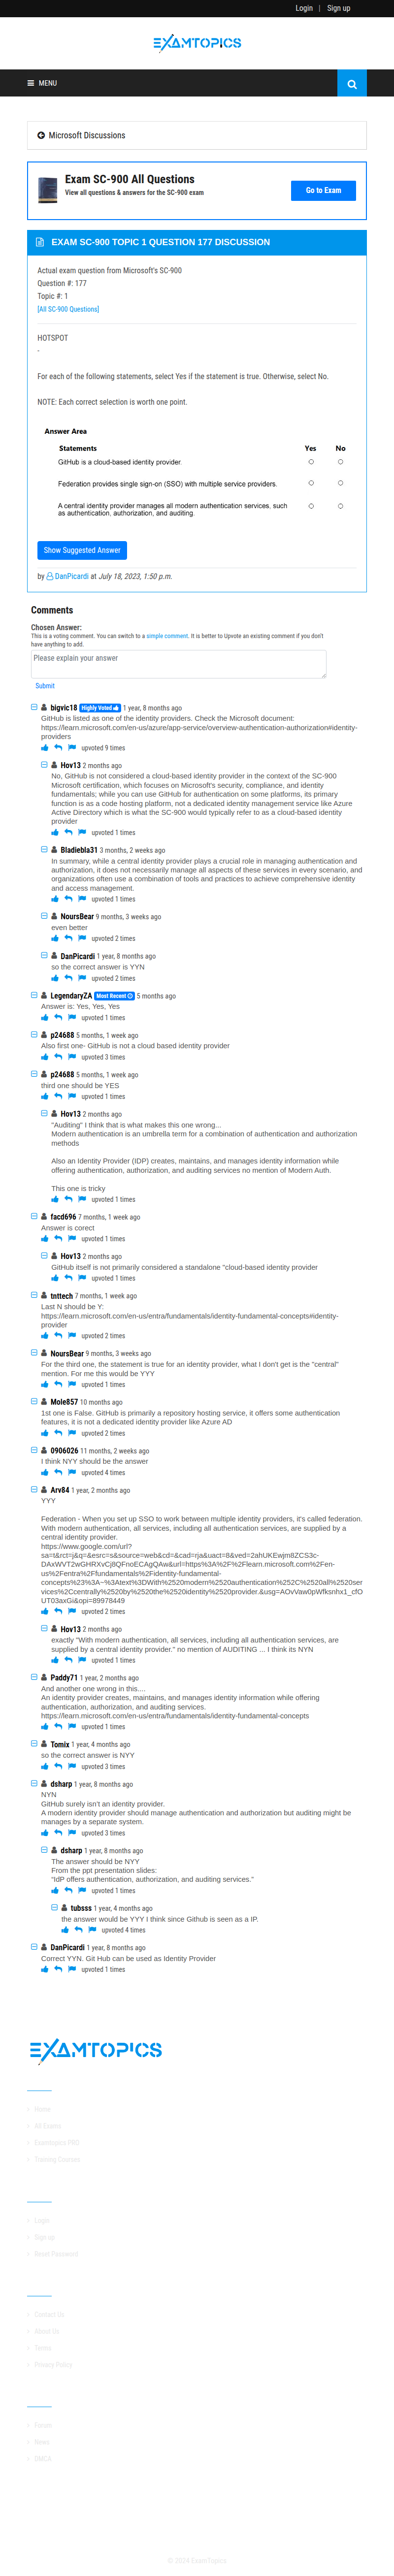 Login | Sign up
EXAMTOPICS
MENU
Microsoft Discussions
Exam SC-900 All Questions
View all questions & answers for the SC-900 exam
Go to Exam
EXAM SC-900 TOPIC 1 QUESTION 177 DISCUSSION
Actual exam question from Microsoft's SC-900
Question #: 177
Topic #: 1
[All SC-900 Questions]
HOTSPOT
-
For each of the following statements, select Yes if the statement is true. Otherwise, select No.
NOTE: Each correct selection is worth one point.
Answer Area
Statements Yes No
GitHub is a cloud-based identity provider.
Federation provides single sign-on (SSO) with multiple service providers.
A central identity provider manages all modern authentication services, such
as authentication, authorization, and auditing.
Show Suggested Answer
by DanPicardi at July 18, 2023, 1:50 p.m.
Comments
Chosen Answer:
This is a voting comment. You can switch to a simple comment. It is better to Upvote an existing comment if you don't
have anything to add.
Please explain your answer
Submit
bigvic18 Highly Voted 1 year, 8 months ago
GitHub is listed as one of the identity providers. Check the Microsoft document:
https://learn.microsoft.com/en-us/azure/app-service/overview-authentication-authorization#identity-
providers
upvoted 9 times
Hov13 2 months ago
No, GitHub is not considered a cloud-based identity provider in the context of the SC-900
Microsoft certification, which focuses on Microsoft's security, compliance, and identity
fundamentals; while you can use GitHub for authentication on some platforms, its primary
function is as a code hosting platform, not a dedicated identity management service like Azure
Active Directory which is what the SC-900 would typically refer to as a cloud-based identity
provider
upvoted 1 times
Bladiebla31 3 months, 2 weeks ago
In summary, while a central identity provider plays a crucial role in managing authentication and
authorization, it does not necessarily manage all aspects of these services in every scenario, and
organizations often use a combination of tools and practices to achieve comprehensive identity
and access management.
upvoted 1 times
NoursBear 9 months, 3 weeks ago
even better
upvoted 2 times
DanPicardi 1 year, 8 months ago
so the correct answer is YYN
upvoted 2 times
LegendaryZA Most Recent 5 months ago
Answer is: Yes, Yes, Yes
upvoted 1 times
p24688 5 months, 1 week ago
Also first one- GitHub is not a cloud based identity provider
upvoted 3 times
p24688 5 months, 1 week ago
third one should be YES
upvoted 1 times
Hov13 2 months ago
"Auditing" I think that is what makes this one wrong...
Modern authentication is an umbrella term for a combination of authentication and authorization
methods
Also an Identity Provider (IDP) creates, maintains, and manages identity information while
offering authentication, authorization, and auditing services no mention of Modern Auth.
This one is tricky
upvoted 1 times
facd696 7 months, 1 week ago
Answer is corect
upvoted 1 times
Hov13 2 months ago
GitHub itself is not primarily considered a standalone "cloud-based identity provider
upvoted 1 times
tnttech 7 months, 1 week ago
Last N should be Y:
https://learn.microsoft.com/en-us/entra/fundamentals/identity-fundamental-concepts#identity-
provider
upvoted 2 times
NoursBear 9 months, 3 weeks ago
For the third one, the statement is true for an identity provider, what I don't get is the "central"
mention. For me this would be YYY
upvoted 1 times
Mole857 10 months ago
1st one is False. GitHub is primarily a repository hosting service, it offers some authentication
features, it is not a dedicated identity provider like Azure AD
upvoted 2 times
0906026 11 months, 2 weeks ago
I think NYY should be the answer
upvoted 4 times
Arv84 1 year, 2 months ago
YYY
Federation - When you set up SSO to work between multiple identity providers, it's called federation.
With modern authentication, all services, including all authentication services, are supplied by a
central identity provider.
https://www.google.com/url?
sa=t&rct=j&q=&esrc=s&source=web&cd=&cad=rja&uact=8&ved=2ahUKEwjm8ZCS3c-
DAxWVT2wGHRXvCj8QFnoECAgQAw&url=https%3A%2F%2Flearn.microsoft.com%2Fen-
us%2Fentra%2Ffundamentals%2Fidentity-fundamental-
concepts%23%3A~%3Atext%3DWith%2520modern%2520authentication%252C%2520all%2520ser
vices%2Ccentrally%2520by%2520the%2520identity%2520provider.&usg=AOvVaw0pWfksnhx1_cfO
UT03axGi&opi=89978449
upvoted 2 times
Hov13 2 months ago
exactly "With modern authentication, all services, including all authentication services, are
supplied by a central identity provider." no mention of AUDITING ... I think its NYN
upvoted 1 times
Paddy71 1 year, 2 months ago
And another one wrong in this....
An identity provider creates, maintains, and manages identity information while offering
authentication, authorization, and auditing services.
https://learn.microsoft.com/en-us/entra/fundamentals/identity-fundamental-concepts
upvoted 1 times
Tomix 1 year, 4 months ago
so the correct answer is NYY
upvoted 3 times
dsharp 1 year, 8 months ago
NYN
GitHub surely isn't an identity provider.
A modern identity provider should manage authentication and authorization but auditing might be
manages by a separate system.
upvoted 3 times
dsharp 1 year, 8 months ago
The answer should be NYY
From the ppt presentation slides:
"IdP offers authentication, authorization, and auditing services."
upvoted 1 times
tubsss 1 year, 4 months ago
the answer would be YYY I think since Github is seen as a IP.
upvoted 4 times
DanPicardi 1 year, 8 months ago
Correct YYN. Git Hub can be used as Identity Provider
upvoted 1 times
EXAMTOPICS
Home
All Exams
Examtopics PRO
Training Courses
Login
Sign up
Reset Password
Contact Us
About Us
Terms
Privacy Policy
Forum
News
DMCA
© 2024 ExamTopics